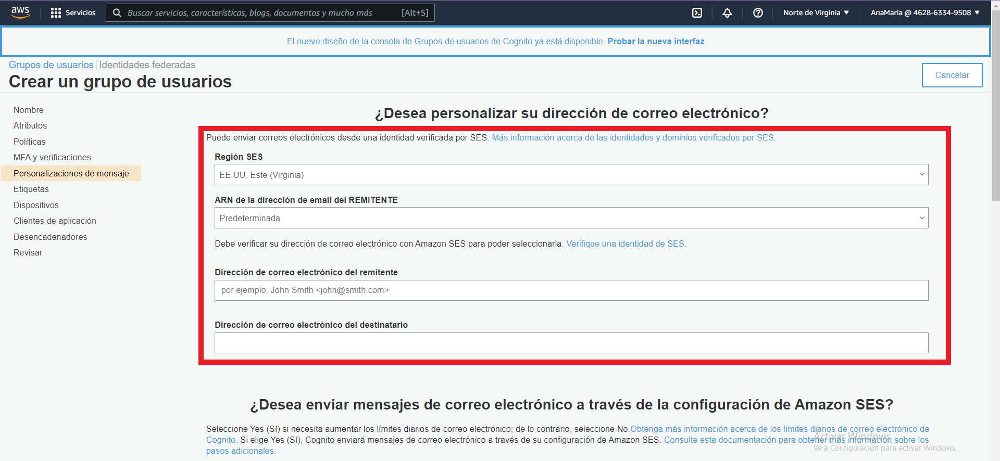 aws
Servicios
Buscar servicios, características, blogs, documentos y mucho más [Alt+S]
Norte de Virginia
AnaMaria @ 4628-6334-9508
El nuevo diseño de la consola de Grupos de usuarios de Cognito ya está disponible. Probar la nueva interfaz
Grupos de usuarios | Identidades federadas
Crear un grupo de usuarios
Cancelar
Nombre
Atributos
Políticas
MFA y verificaciones
Personalizaciones de mensaje
Etiquetas
Dispositivos
Clientes de aplicación
Desencadenadores
Revisar
¿Desea personalizar su dirección de correo electrónico?
Puede enviar correos electrónicos desde una identidad verificada por SES. Más información acerca de las identidades y dominios verificados por SES.
Región SES
EE.UU. Este (Virginia)
ARN de la dirección de email del REMITENTE
Predeterminada
Debe verificar su dirección de correo electrónico con Amazon SES para poder seleccionarla. Verifique una identidad de SES.
Dirección de correo electrónico del remitente
por ejemplo, John Smith <john@smith.com>
Dirección de correo electrónico del destinatario
¿Desea enviar mensajes de correo electrónico a través de la configuración de Amazon SES?
Seleccione Yes (Sí) si necesita aumentar los límites diarios de correo electrónico; de lo contrario, seleccione No.Obtenga más información acerca de los límites diarios de correo electrónico de
Cognito. Si elige Yes (Sí), Cognito enviará mensajes de correo electrónico a través de su configuración de Amazon SES. Consulte esta documentación para obtener más información sobre los
pasos adicionales.
Activar Windows
Ve a Configuración para activar Windows.